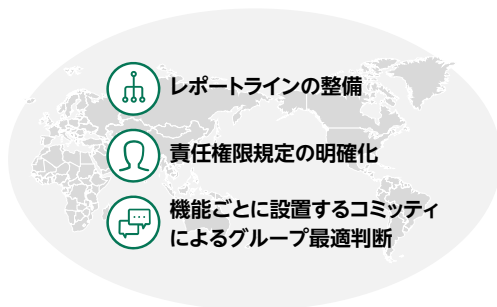 レポートラインの整備
責任権限規定の明確化
機能ごとに設置するコミッティ
によるグループ最適判断